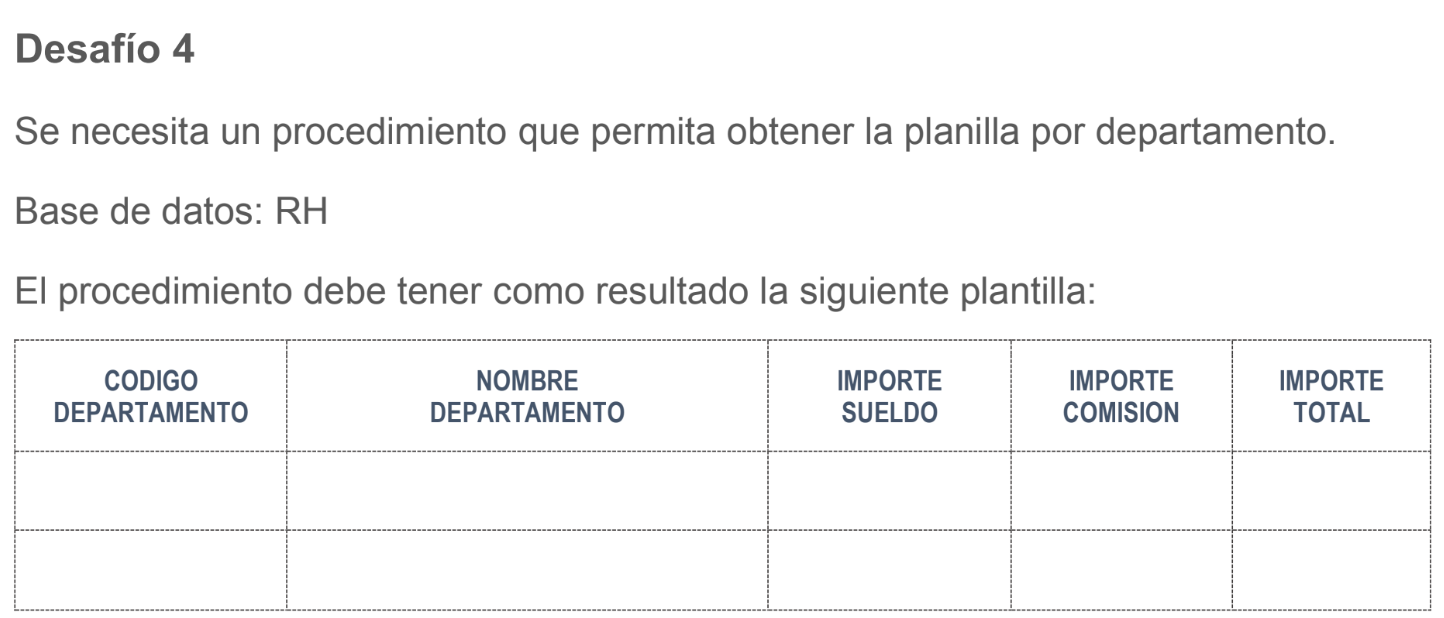 Desafío 4
Se necesita un procedimiento que permita obtener la planilla por departamento.
Base de datos: RH
El procedimiento debe tener como resultado la siguiente plantilla:
CODIGO DEPARTAMENTO
NOMBRE DEPARTAMENTO
IMPORTE SUELDO
IMPORTE COMISION
IMPORTE TOTAL